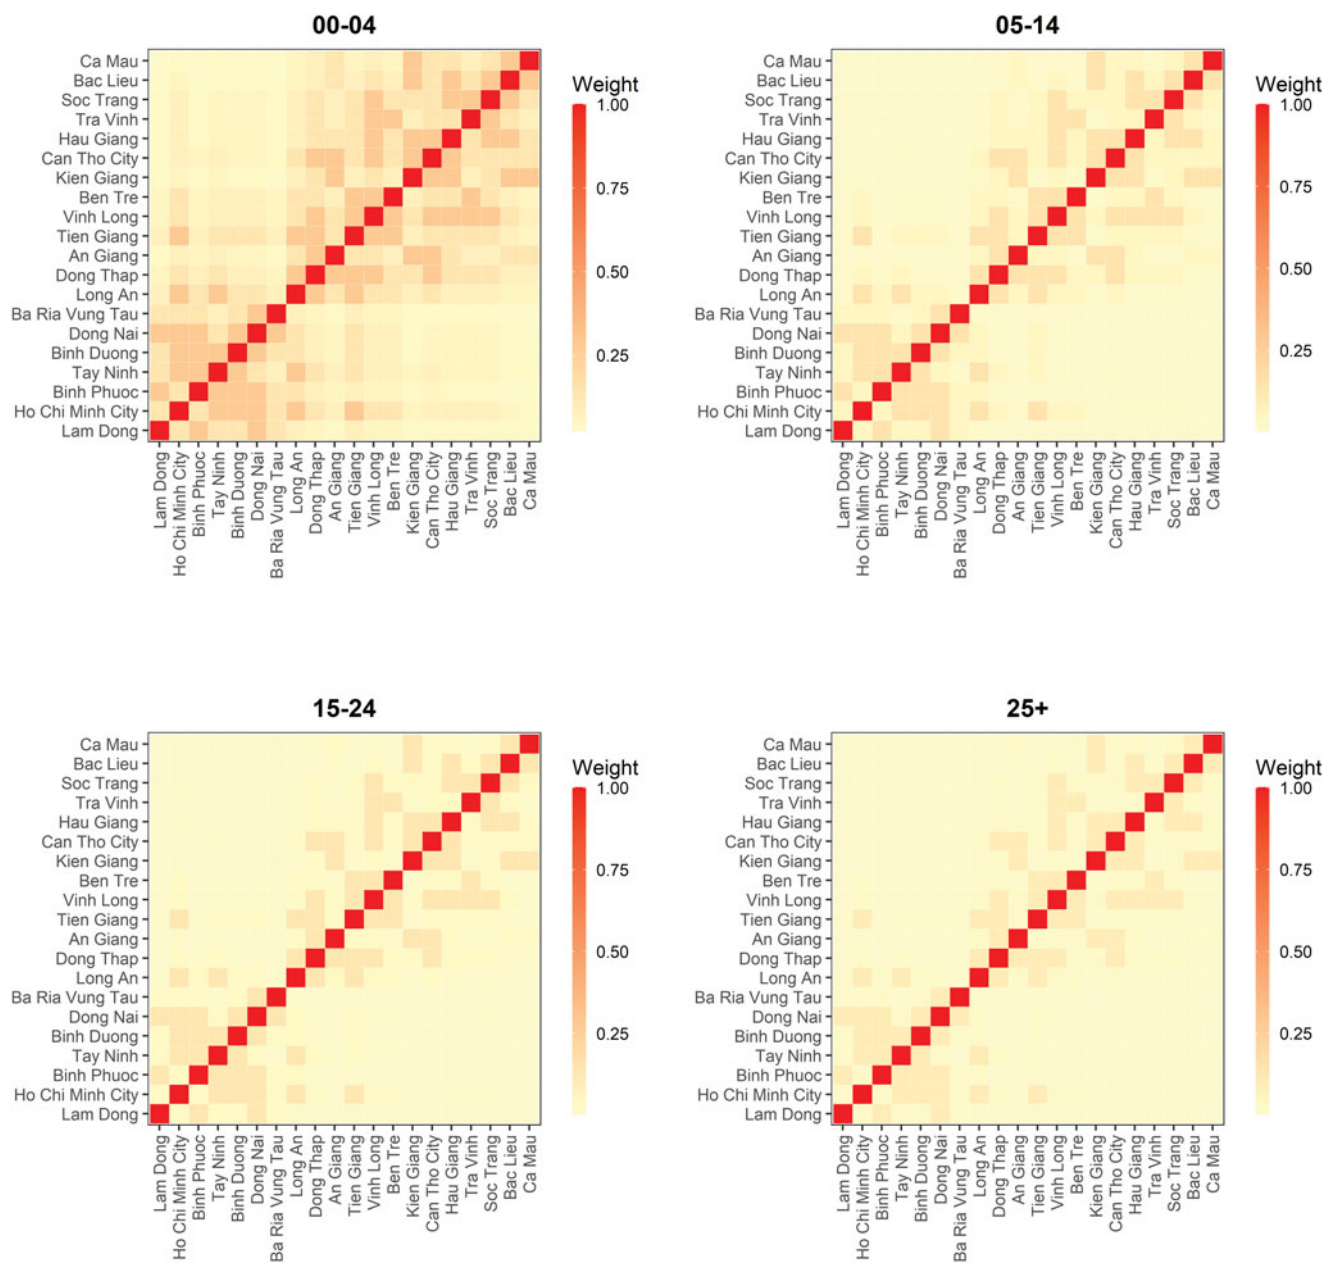 00-04
05-14
Ca Mau
Bac Lieu
Soc Trang
Tra Vinh
Hau Giang
Can Tho City
Kien Giang
Ben Tre
Vinh Long
Tien Giang
An Giang
Dong Thap
Long An
Ba Ria Vung Tau
Dong Nai
Binh Duong
Tay Ninh
Binh Phuoc
Ho Chi Minh City
Lam Dong
Lam Dong
Ho Chi Minh City
Binh Phuoc
Tay Ninh
Binh Duong
Dong Nai
Ba Ria Vung Tau
Long An
Dong Thap
An Giang
Tien Giang
Vinh Long
Ben Tre
Kien Giang
Can Tho City
Hau Giang
Tra Vinh
Soc Trang
Bac Lieu
Ca Mau
Weight
1.00
0.75
0.50
0.25
Ca Mau
Bac Lieu
Soc Trang
Tra Vinh
Hau Giang
Can Tho City
Kien Giang
Ben Tre
Vinh Long
Tien Giang
An Giang
Dong Thap
Long An
Ba Ria Vung Tau
Dong Nai
Binh Duong
Tay Ninh
Binh Phuoc
Ho Chi Minh City
Lam Dong
Lam Dong
Ho Chi Minh City
Binh Phuoc
Tay Ninh
Binh Duong
Dong Nai
Ba Ria Vung Tau
Long An
Dong Thap
An Giang
Tien Giang
Vinh Long
Ben Tre
Kien Giang
Can Tho City
Hau Giang
Tra Vinh
Soc Trang
Bac Lieu
Ca Mau
Weight
1.00
0.75
0.50
0.25
15-24
25+
Ca Mau
Bac Lieu
Soc Trang
Tra Vinh
Hau Giang
Can Tho City
Kien Giang
Ben Tre
Vinh Long
Tien Giang
An Giang
Dong Thap
Long An
Ba Ria Vung Tau
Dong Nai
Binh Duong
Tay Ninh
Binh Phuoc
Ho Chi Minh City
Lam Dong
Lam Dong
Ho Chi Minh City
Binh Phuoc
Tay Ninh
Binh Duong
Dong Nai
Ba Ria Vung Tau
Long An
Dong Thap
An Giang
Tien Giang
Vinh Long
Ben Tre
Kien Giang
Can Tho City
Hau Giang
Tra Vinh
Soc Trang
Bac Lieu
Ca Mau
Weight
1.00
0.75
0.50
0.25
Ca Mau
Bac Lieu
Soc Trang
Tra Vinh
Hau Giang
Can Tho City
Kien Giang
Ben Tre
Vinh Long
Tien Giang
An Giang
Dong Thap
Long An
Ba Ria Vung Tau
Dong Nai
Binh Duong
Tay Ninh
Binh Phuoc
Ho Chi Minh City
Lam Dong
Lam Dong
Ho Chi Minh City
Binh Phuoc
Tay Ninh
Binh Duong
Dong Nai
Ba Ria Vung Tau
Long An
Dong Thap
An Giang
Tien Giang
Vinh Long
Ben Tre
Kien Giang
Can Tho City
Hau Giang
Tra Vinh
Soc Trang
Bac Lieu
Ca Mau
Weight
1.00
0.75
0.50
0.25